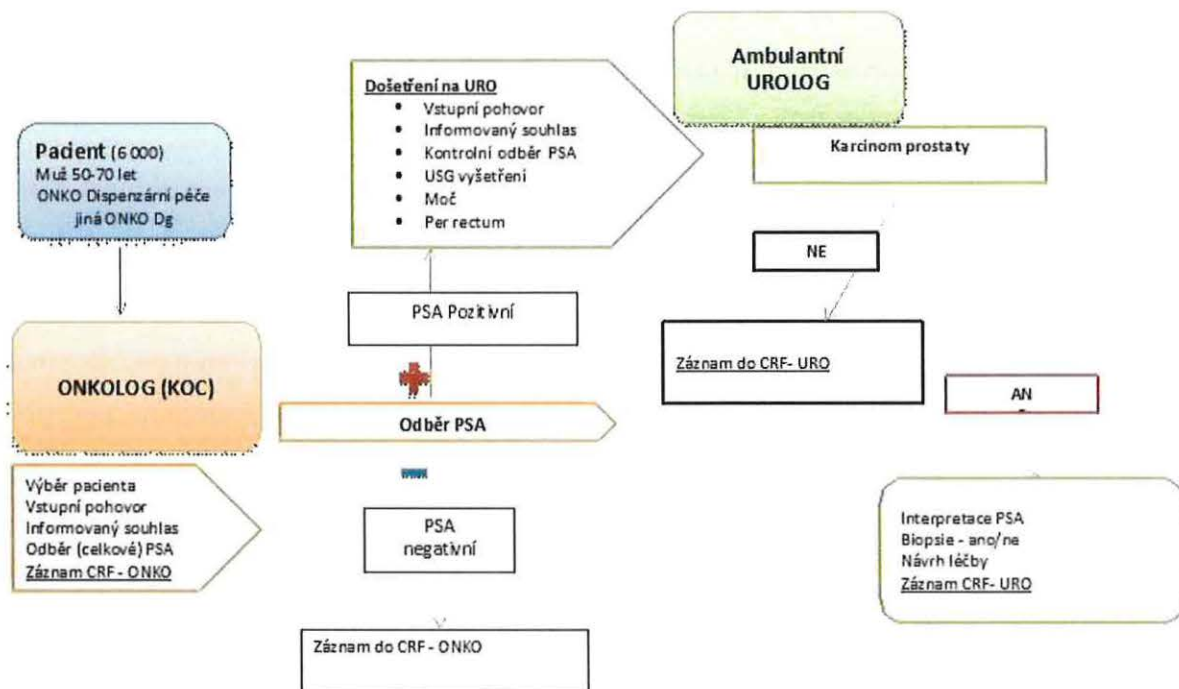 Pacient (6 000)
Muž 50-70 let
ONKO Dispenzární péče
jiná ONKO Dg
ONKOLOG (KOC)
Výběr pacienta
Vstupní pohovor
Informovaný souhlas
Odběr (celkové) PSA
Záznam CRF - ONKO
Došetření na URO
• Vstupní pohovor
• Informovaný souhlas
• Kontrolní odběr PSA
• USG vyšetření
• Moč
• Per rectum
PSA Pozitivní
Odběr PSA
PSA
negativní
Záznam do CRF - ONKO
Ambulantní
UROLOG
Karcinom prostaty
NE
Záznam do CRF- URO
AN
Interpretace PSA
Biopsie - ano/ne
Návrh léčby
Záznam CRF- URO